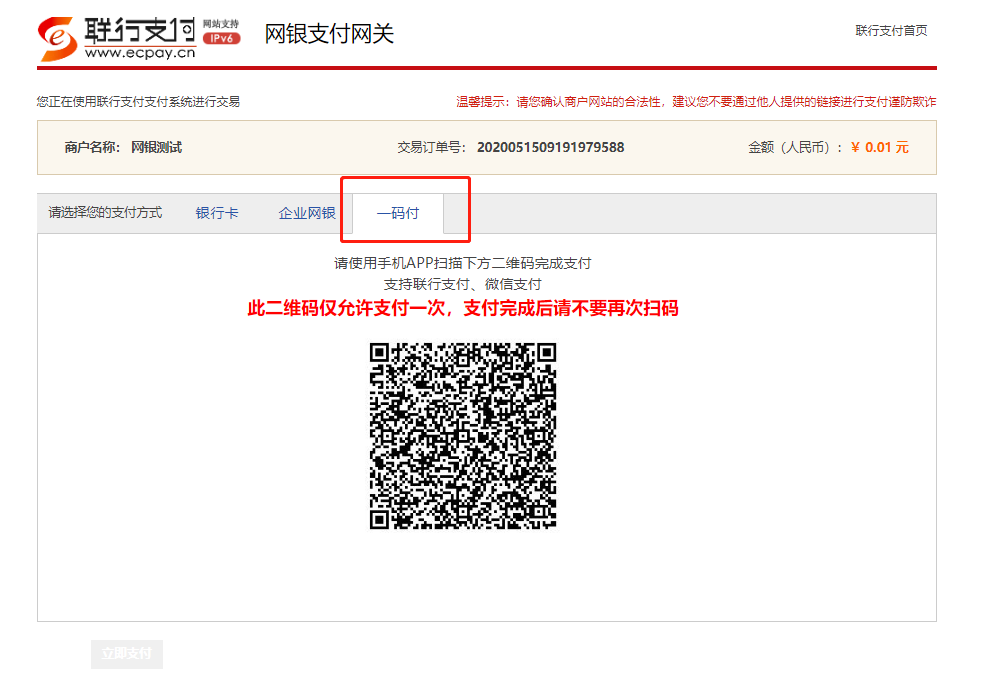 联行支付 网站支持 IPv6 网银支付网关 联行支付首页
www.ecpay.cn
您正在使用联行支付支付系统进行交易 温馨提示：请您确认商户网站的合法性，建议您不要通过他人提供的链接进行支付谨防欺诈
商户名称： 网银测试 交易订单号： 2020051509191979588 金额（人民币）：￥ 0.01 元
请选择您的支付方式 银行卡 企业网银 一码付
请使用手机APP扫描下方二维码完成支付
支持联行支付、微信支付
此二维码仅允许支付一次，支付完成后请不要再次扫码
立即支付